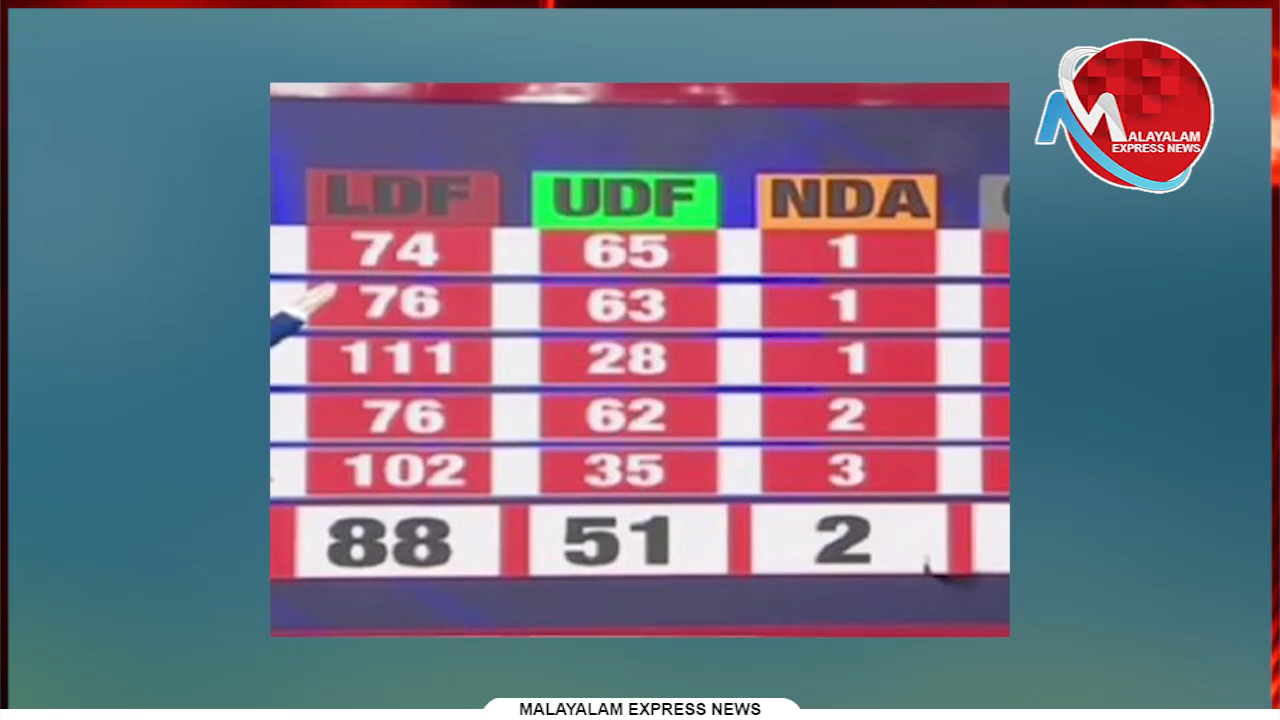 MALAYALAM
EXPRESS NEWS
LDF UDF NDA
74 65 1
76 63 1
111 28 1
76 62 2
102 35 3
88 51 2
MALAYALAM EXPRESS NEWS